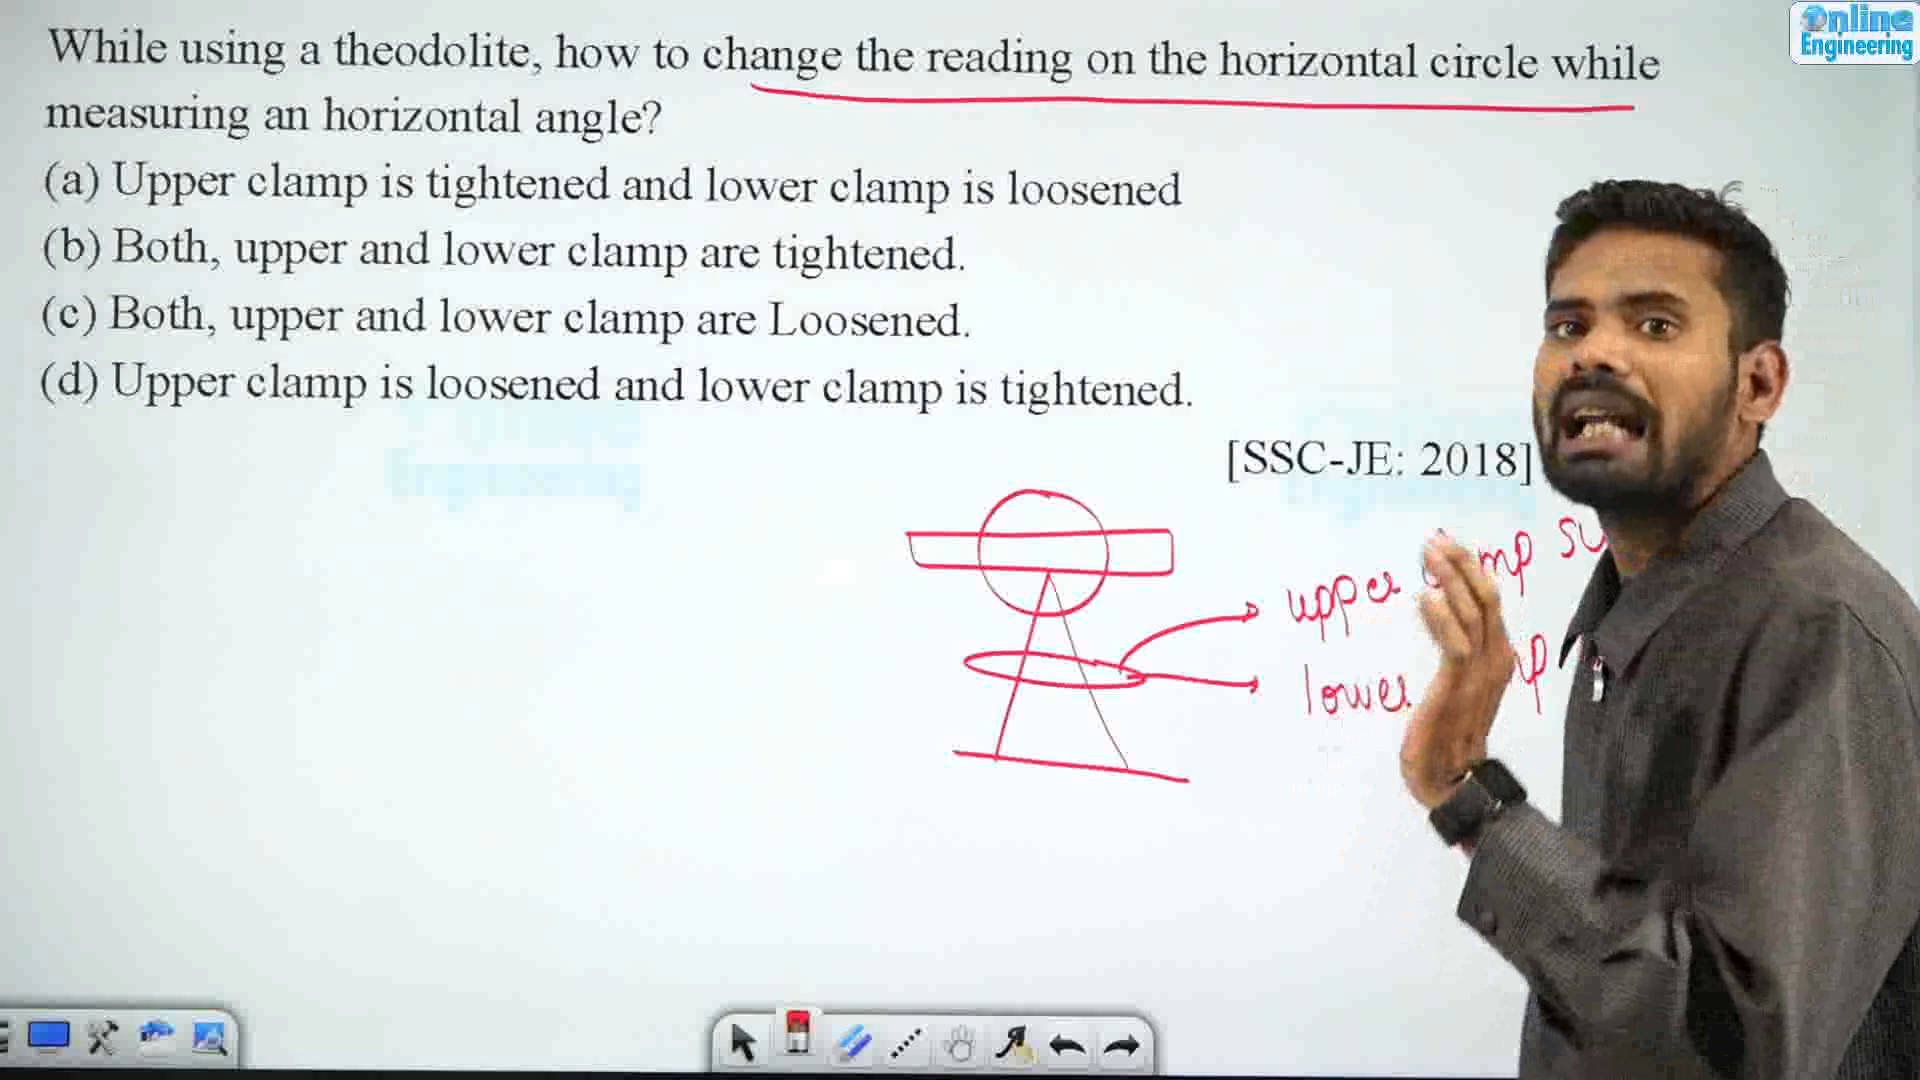 Online
Engineering
While using a theodolite, how to change the reading on the horizontal circle while
measuring an horizontal angle?
(a) Upper clamp is tightened and lower clamp is loosened
(b) Both, upper and lower clamp are tightened.
(c) Both, upper and lower clamp are Loosened.
(d) Upper clamp is loosened and lower clamp is tightened.
Engineering
[SSC-JE: 2018]
upper
lower